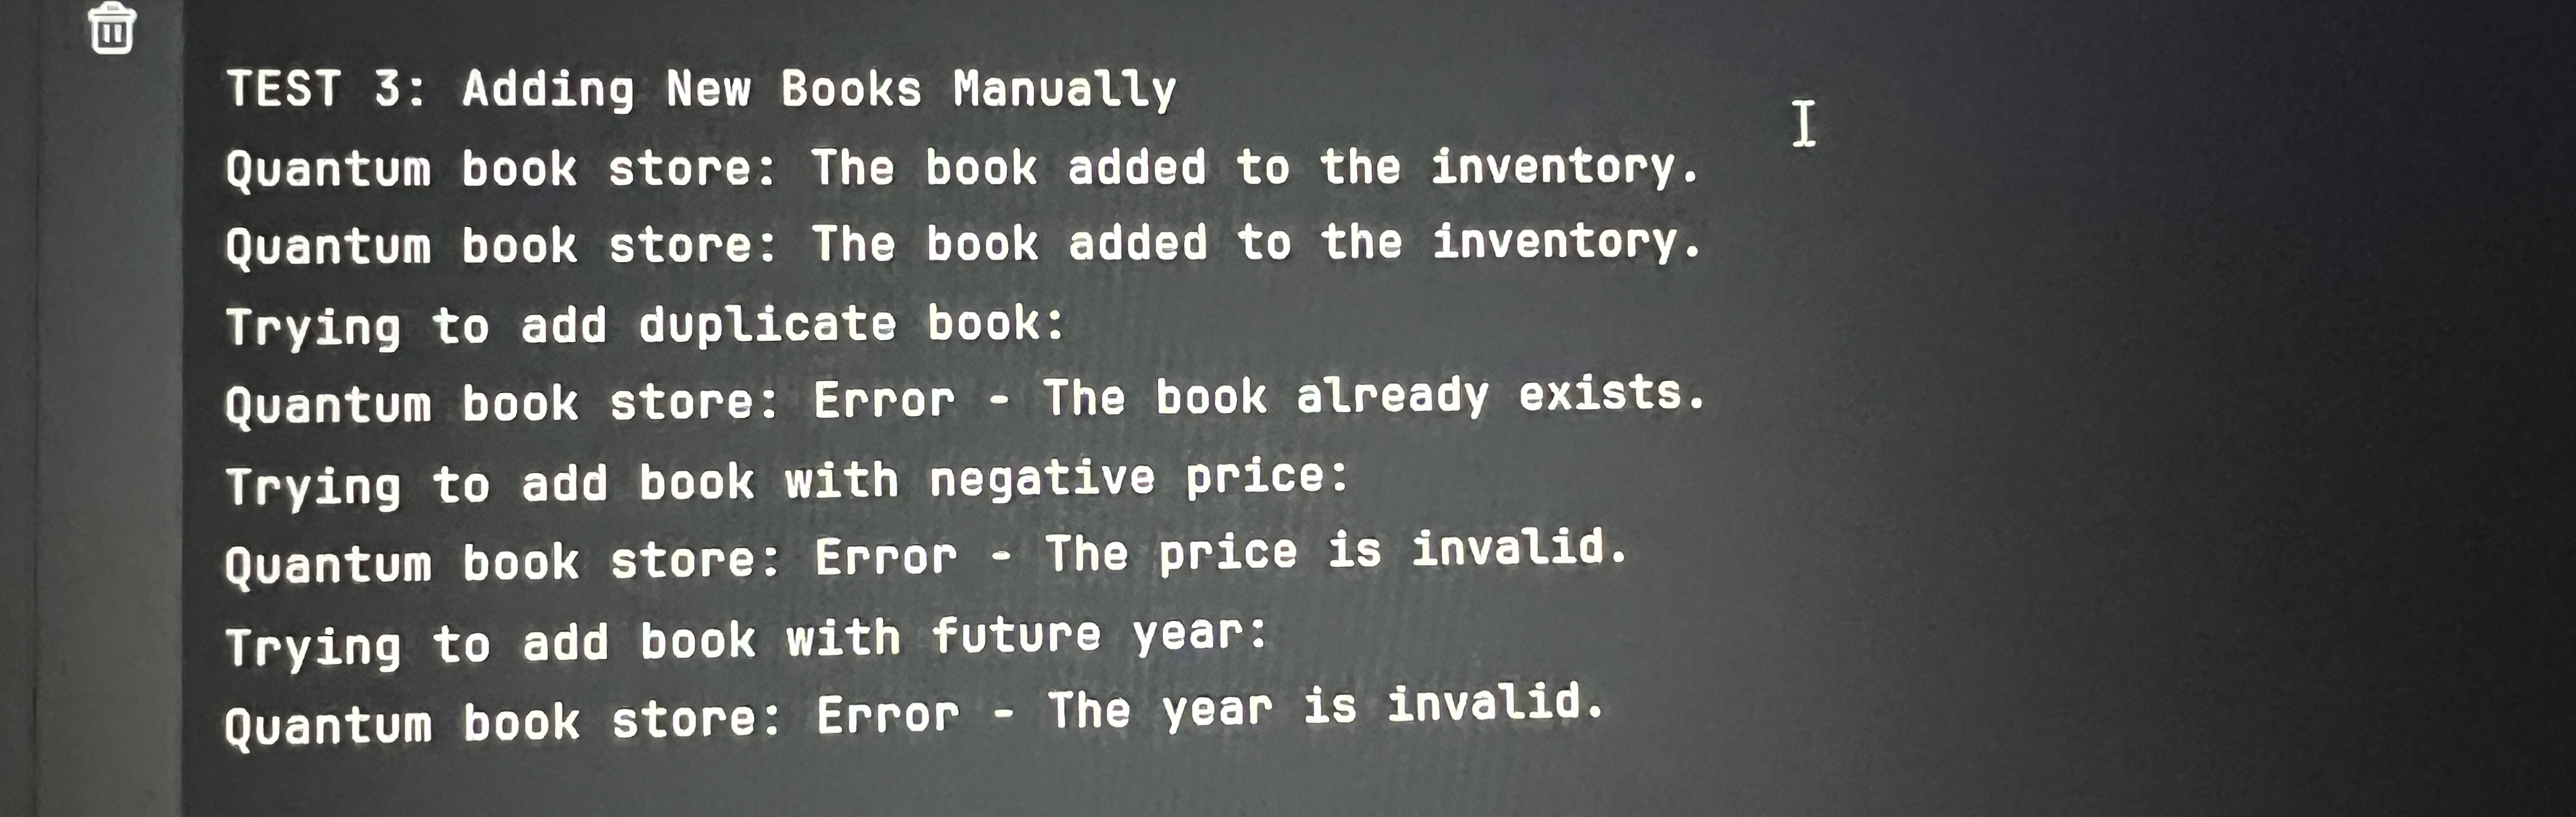 TEST 3: Adding New Books Manually
Quantum book store: The book added to the inventory.
Quantum book store: The book added to the inventory.
Trying to add duplicate book:
Quantum book store: Error - The book already exists.
Trying to add book with negative price:
Quantum book store: Error - The price is invalid.
Trying to add book with future year:
Quantum book store: Error - The year is invalid.